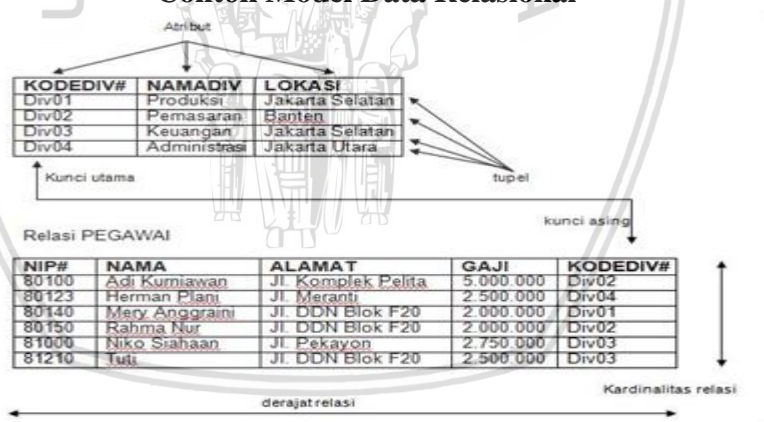 Contoh Model Data Relasional
Atribut
KODEDIV# NAMADIV LOKASI
Div01 Produksi Jakarta Selatan
Div02 Pemasaran Banten
Div03 Keuangan Jakarta Selatan
Div04 Administrasi Jakarta Utara
Kunci utama
tupel
kunci asing
Relasi PEGAWAI
NIP# NAMA ALAMAT GAJI KODEDIV#
80100 Adi Kurniawan Jl. Komplek Pelita 5.000.000 Div02
80123 Herman Plani Jl. Meranti 2.500.000 Div04
80140 Mery Anggraini Jl. DDN Blok F20 2.000.000 Div01
80150 Rahma Nur Jl. DDN Blok F20 2.000.000 Div02
81000 Niko Siahaan Jl. Pekayon 2.750.000 Div03
81210 Tuti Jl. DDN Blok F20 2.500.000 Div03
Kardinalitas relasi
derajat relasi